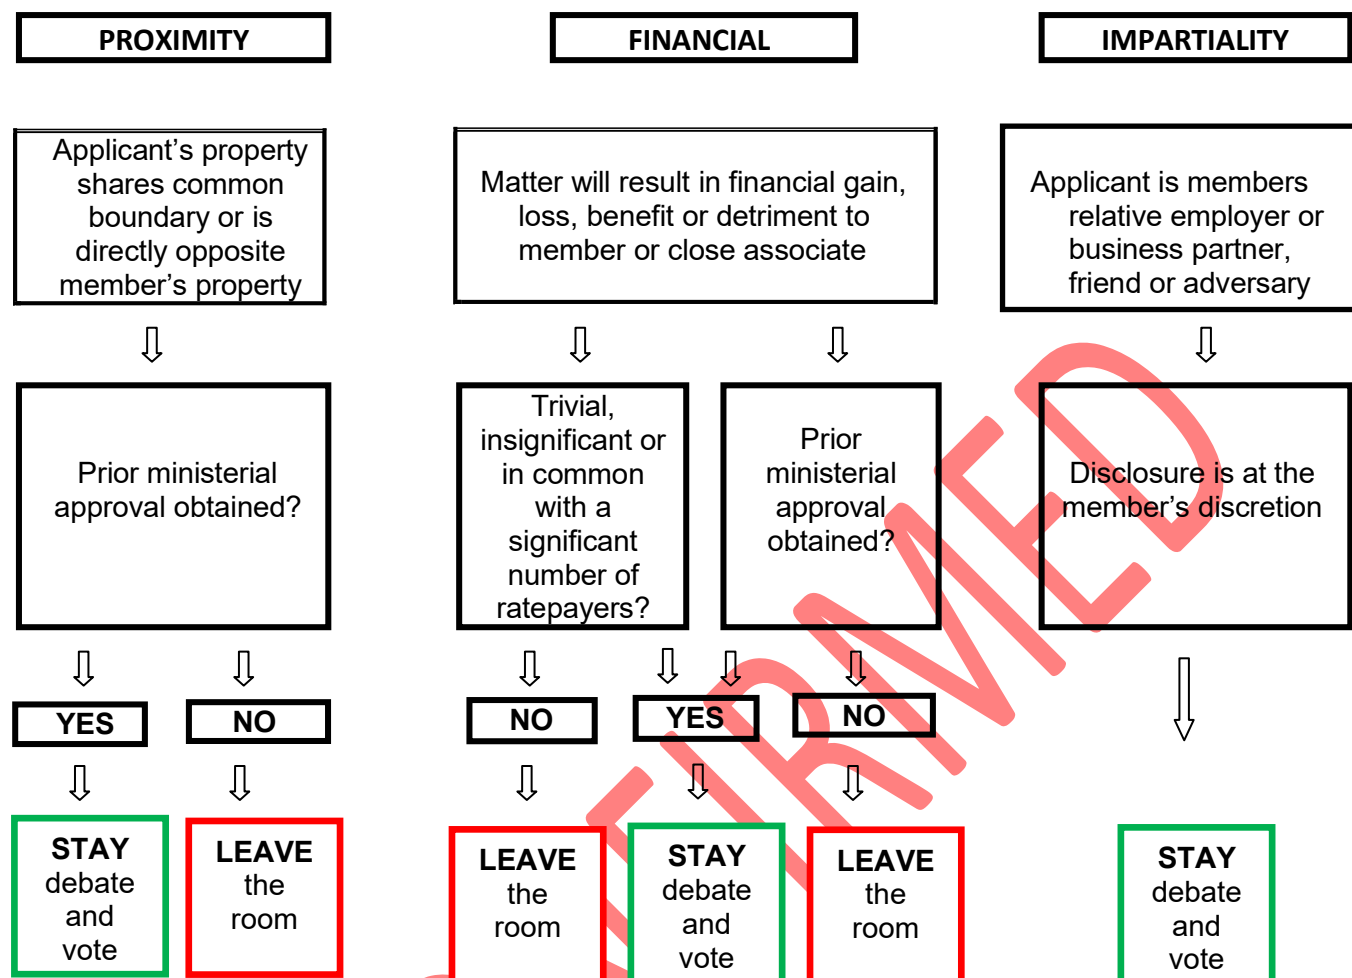 PROXIMITY
FINANCIAL
IMPARTIALITY
Applicant’s property
shares common
boundary or is
directly opposite
member’s property
Matter will result in financial gain,
loss, benefit or detriment to
member or close associate
Applicant is members
relative employer or
business partner,
friend or adversary
Prior ministerial
approval obtained?
Trivial,
insignificant or
in common
with a
significant
number of
ratepayers?
Prior
ministerial
approval
obtained?
Disclosure is at the
member’s discretion
YES
NO
NO
YES
NO
STAY
debate
and
vote
LEAVE
the
room
LEAVE
the
room
STAY
debate
and
vote
LEAVE
the
room
STAY
debate
and
vote